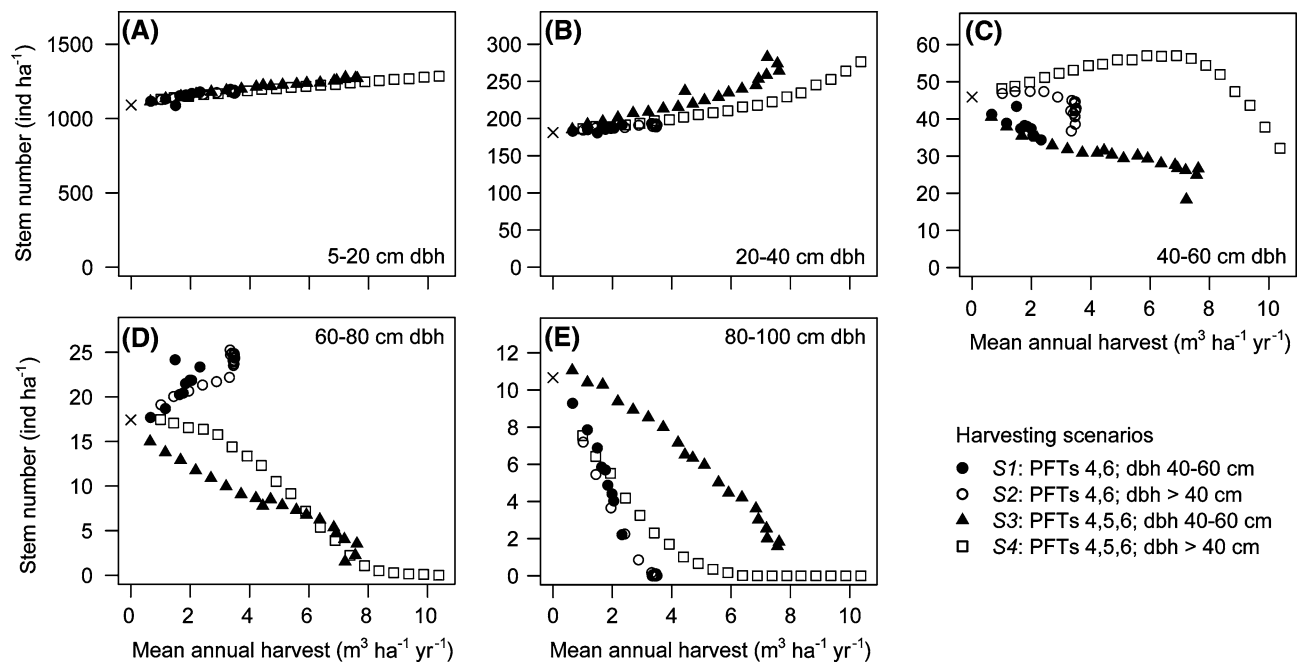 (A)
1500
1000
500
0
Stem number (ind ha⁻¹)
5-20 cm dbh
(B)
300
250
200
150
100
50
0
20-40 cm dbh
(C)
60
50
40
30
20
10
0
40-60 cm dbh
0 2 4 6 8 10
Mean annual harvest (m³ ha⁻¹ yr⁻¹)
(D)
60-80 cm dbh
25
20
15
10
5
0
Stem number (ind ha⁻¹)
0 2 4 6 8 10
Mean annual harvest (m³ ha⁻¹ yr⁻¹)
(E)
80-100 cm dbh
12
10
8
6
4
2
0
0 2 4 6 8 10
Mean annual harvest (m³ ha⁻¹ yr⁻¹)
Harvesting scenarios
S1: PFTs 4,6; dbh 40-60 cm
S2: PFTs 4,6; dbh > 40 cm
S3: PFTs 4,5,6; dbh 40-60 cm
S4: PFTs 4,5,6; dbh > 40 cm